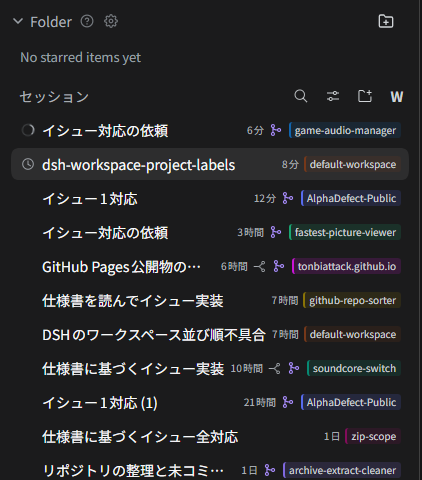 Folder
No starred items yet
セッション W
イシュー対応の依頼 6分 game-audio-manager
dsh-workspace-project-labels 8分 default-workspace
イシュー1対応 12分 AlphaDefect-Public
イシュー対応の依頼 3時間 fastest-picture-viewer
GitHub Pages公開物の… 6時間 tonbiattack.github.io
仕様書を読んでイシュー実装 7時間 github-repo-sorter
DSHのワークスペース並び順不具合 7時間 default-workspace
仕様書に基づくイシュー実装 10時間 soundcore-switch
イシュー1対応 (1) 21時間 AlphaDefect-Public
仕様書に基づくイシュー全対応 1日 zip-scope
リポジトリの整理と未コミ… 1日 archive-extract-cleaner